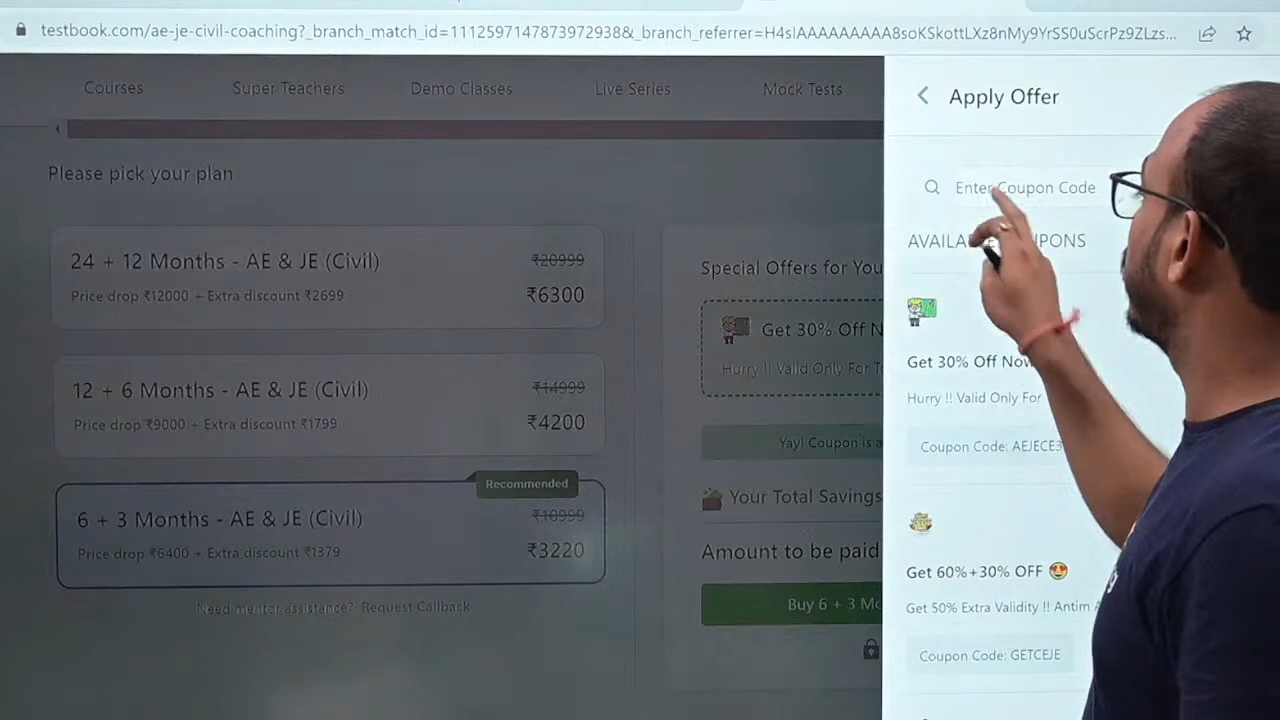 testbook.com/ae-je-civil-coaching?_branch_match_id=1112597147873972938&_branch_referrer=H4sIAAAAAAAAA8soKSkottLXz8nMy9YrSS0uScrPz9ZLzs...
Courses Super Teachers Demo Classes Live Series Mock Tests
Please pick your plan
24 + 12 Months - AE & JE (Civil) ₹20999
Price drop ₹12000 + Extra discount ₹2699 ₹6300
12 + 6 Months - AE & JE (Civil) ₹14999
Price drop ₹9000 + Extra discount ₹1799 ₹4200
Recommended
6 + 3 Months - AE & JE (Civil) ₹10999
Price drop ₹6400 + Extra discount ₹1379 ₹3220
Need mentor assistance? Request Callback
Special Offers for You
Get 30% Off N
Hurry !! Valid Only For T
Yay! Coupon is a
Your Total Savings
Amount to be paid
Buy 6 + 3 Mo
Apply Offer
Enter Coupon Code
AVAILABLE COUPONS
Get 30% Off Now
Hurry !! Valid Only For
Coupon Code: AEJECE3
Get 60%+30% OFF 😍
Get 50% Extra Validity !! Antim
Coupon Code: GETCEJE